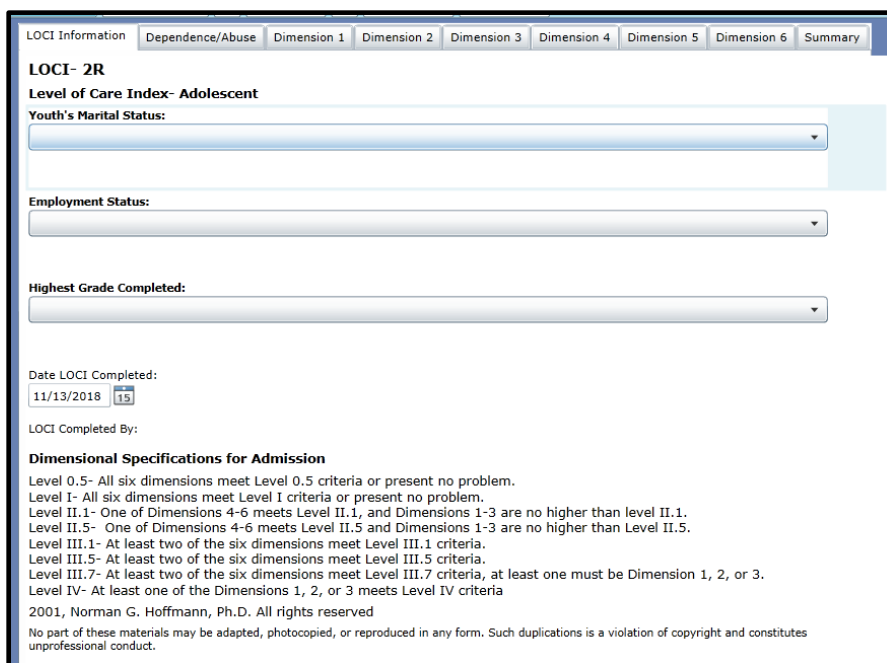 LOCI Information Dependence/Abuse Dimension 1 Dimension 2 Dimension 3 Dimension 4 Dimension 5 Dimension 6 Summary
LOCI- 2R
Level of Care Index- Adolescent
Youth's Marital Status:
Employment Status:
Highest Grade Completed:
Date LOCI Completed:
11/13/2018 15
LOCI Completed By:
Dimensional Specifications for Admission
Level 0.5- All six dimensions meet Level 0.5 criteria or present no problem.
Level I- All six dimensions meet Level I criteria or present no problem.
Level II.1- One of Dimensions 4-6 meets Level II.1, and Dimensions 1-3 are no higher than level II.1.
Level II.5-  One of Dimensions 4-6 meets Level II.5 and Dimensions 1-3 are no higher than Level II.5.
Level III.1- At least two of the six dimensions meet Level III.1 criteria.
Level III.5- At least two of the six dimensions meet Level III.5 criteria.
Level III.7- At least two of the six dimensions meet Level III.7 criteria, at least one must be Dimension 1, 2, or 3.
Level IV- At least one of the Dimensions 1, 2, or 3 meets Level IV criteria
2001, Norman G. Hoffmann, Ph.D. All rights reserved
No part of these materials may be adapted, photocopied, or reproduced in any form. Such duplications is a violation of copyright and constitutes
unprofessional conduct.